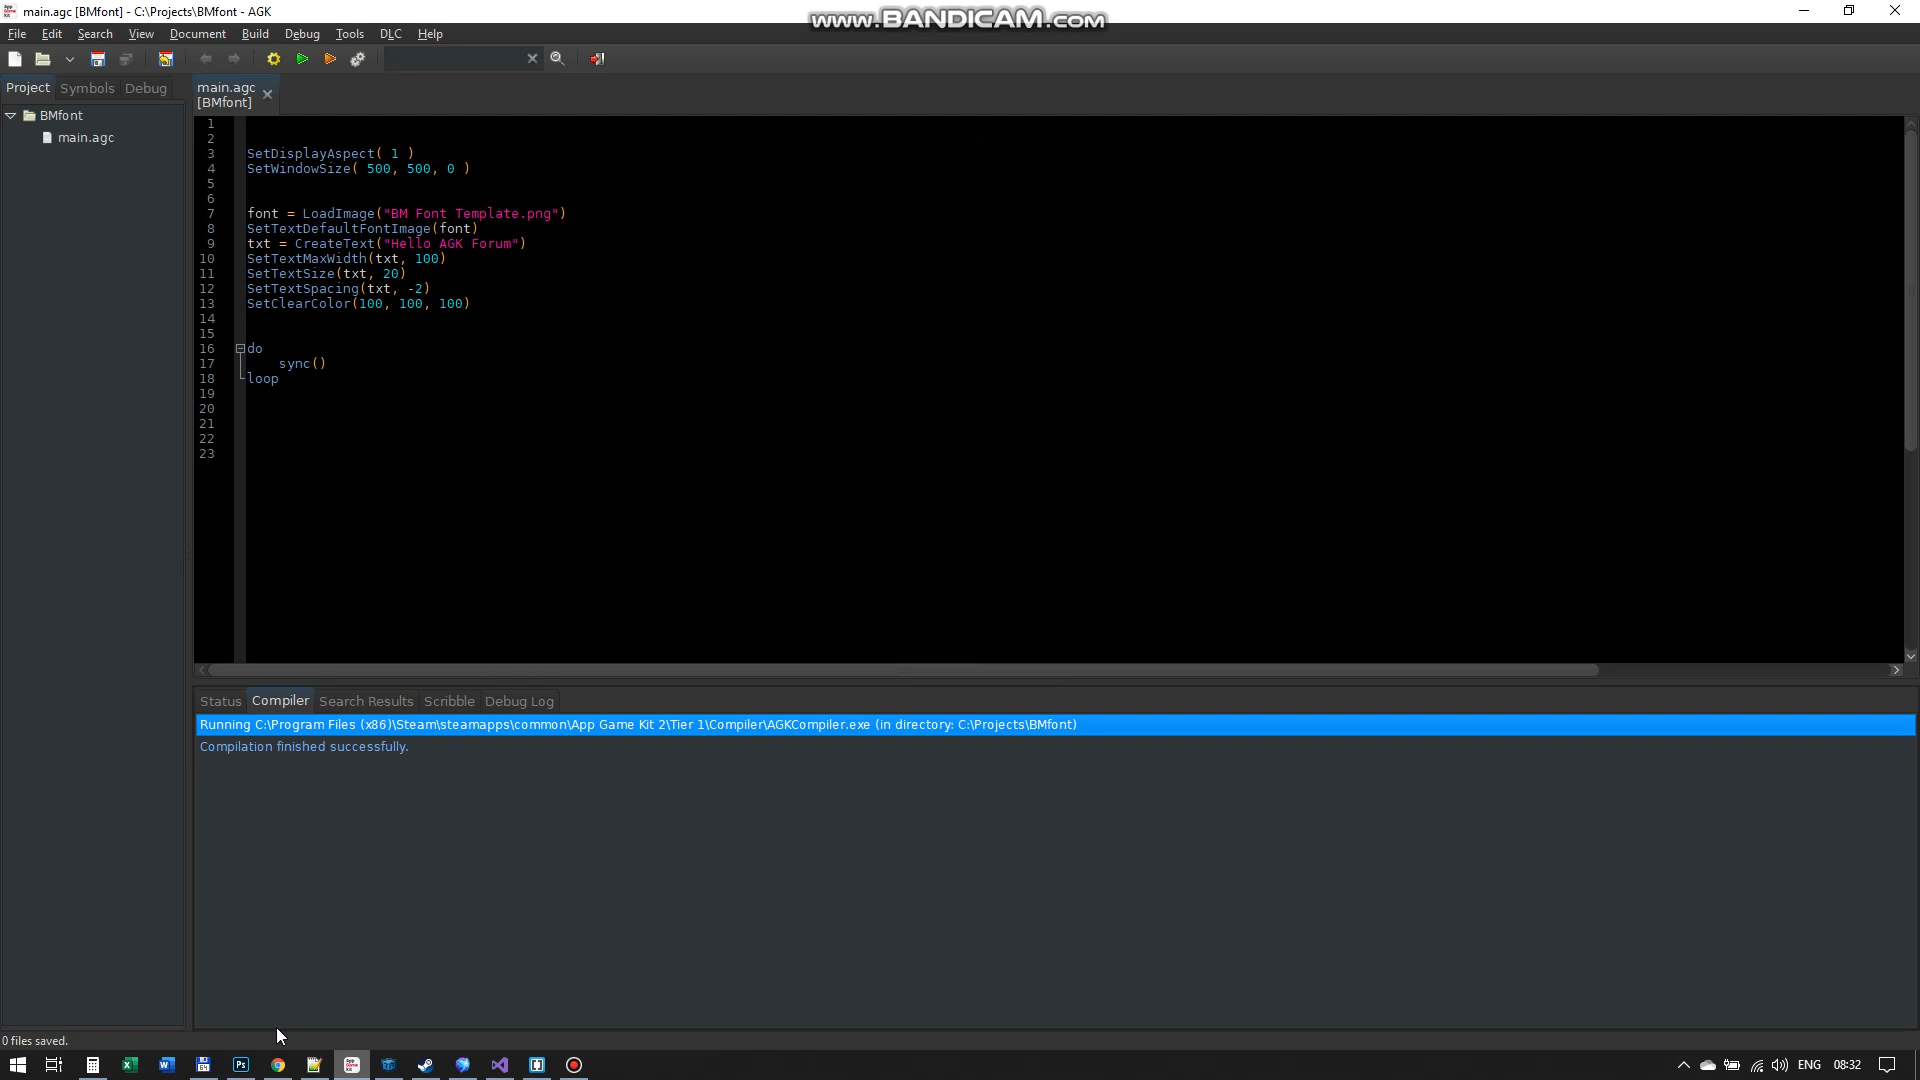 main.agc [BMfont] - C:\Projects\BMfont - AGK
www.BANDICAM.com
File Edit Search View Document Build Debug Tools DLC Help
Project Symbols Debug
main.agc
[BMfont]
BMfont
main.agc
1
2
3 SetDisplayAspect( 1 )
4 SetWindowSize( 500, 500, 0 )
5
6
7 font = LoadImage("BM Font Template.png")
8 SetTextDefaultFontImage(font)
9 txt = CreateText("Hello AGK Forum")
10 SetTextMaxWidth(txt, 100)
11 SetTextSize(txt, 20)
12 SetTextSpacing(txt, -2)
13 SetClearColor(100, 100, 100)
14
15
16 do
17 sync()
18 loop
19
20
21
22
23
Status Compiler Search Results Scribble Debug Log
Running C:\Program Files (x86)\Steam\steamapps\common\App Game Kit 2\Tier 1\Compiler\AGKCompiler.exe (in directory: C:\Projects\BMfont)
Compilation finished successfully.
0 files saved.
Ps
ENG 08:32